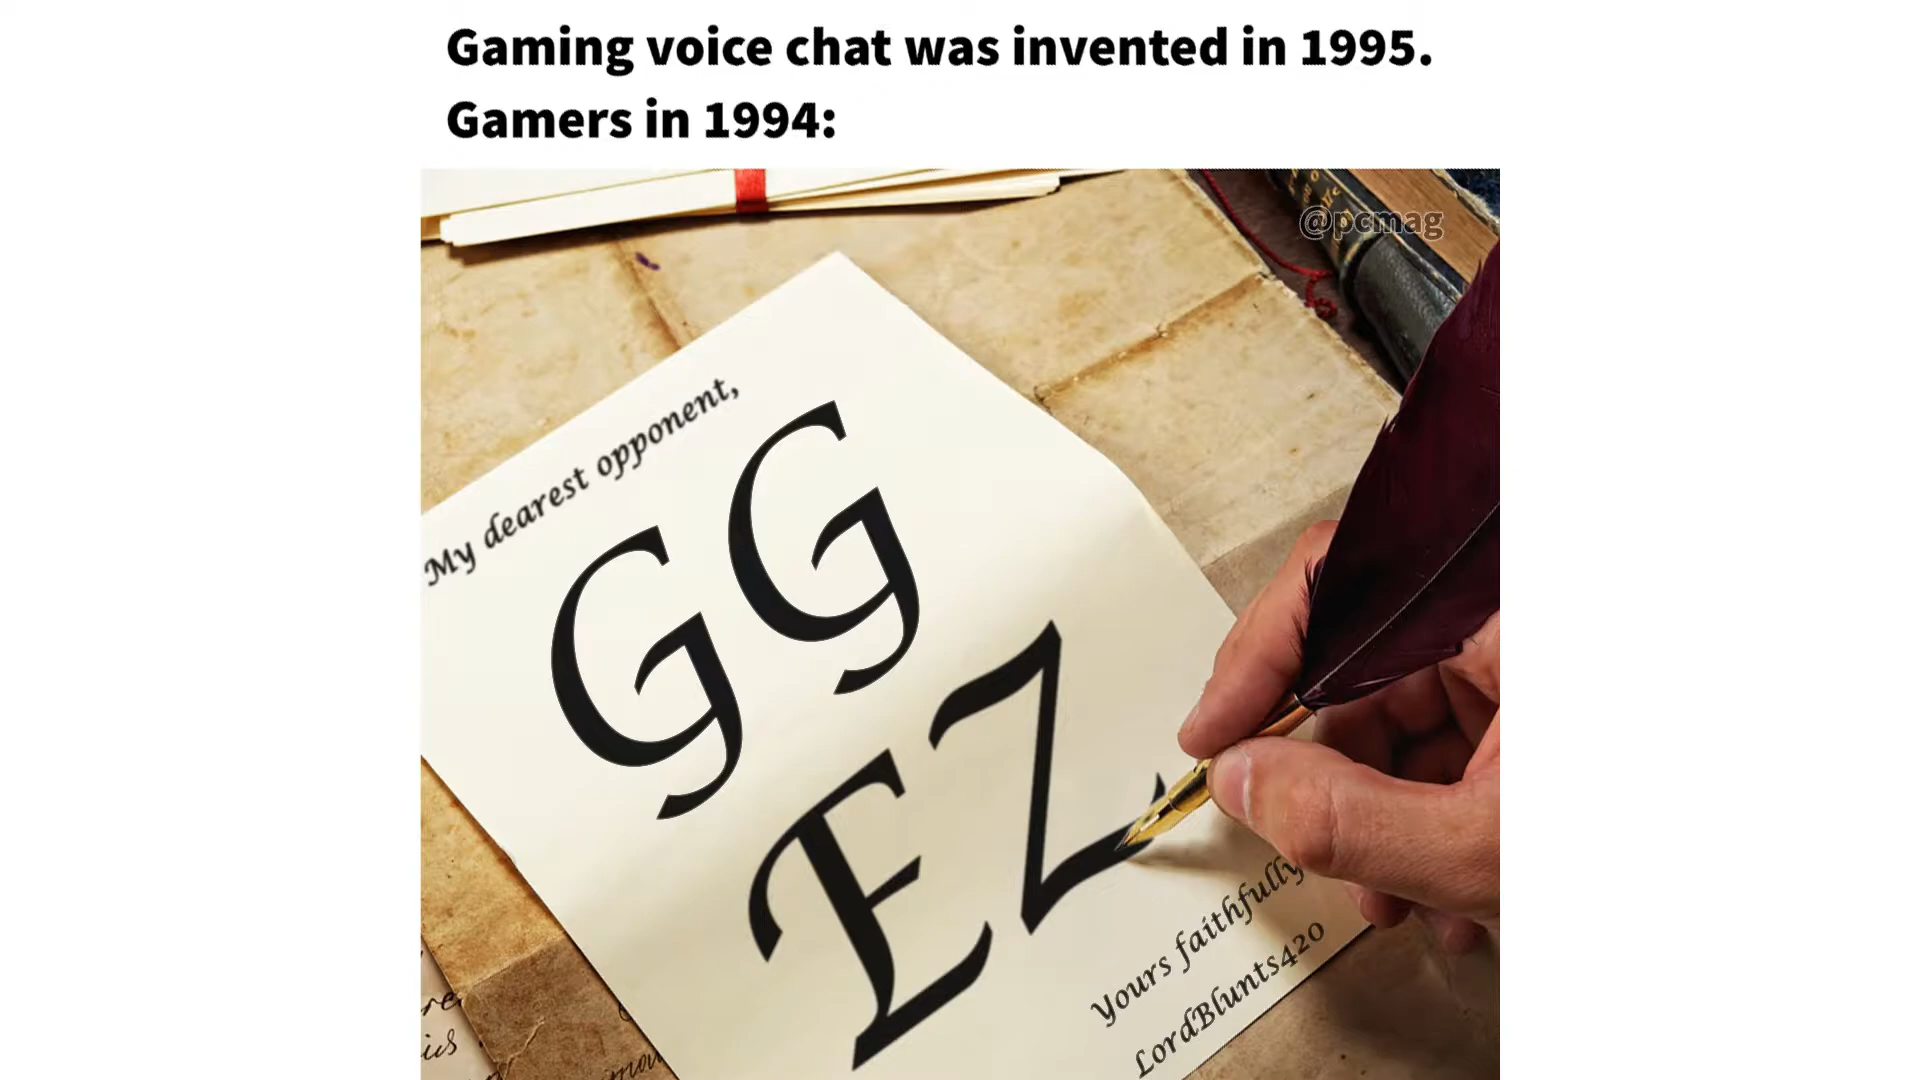 Gaming voice chat was invented in 1995.
Gamers in 1994:
@pcmag
My dearest opponent,
GG
EZ
Yours faithfully
LordBlunts420